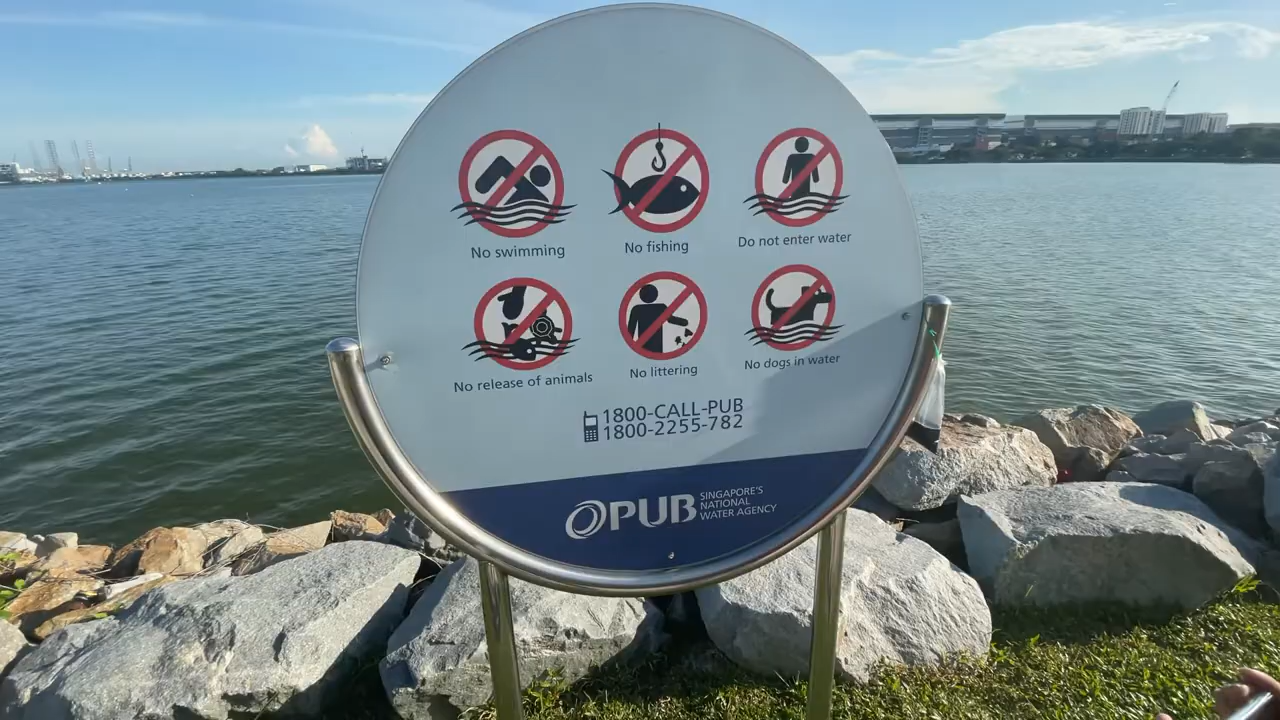 No swimming
No fishing
Do not enter water
No release of animals
No littering
No dogs in water
1800-CALL-PUB
1800-2255-782
PUB
SINGAPORE'S
NATIONAL
WATER AGENCY